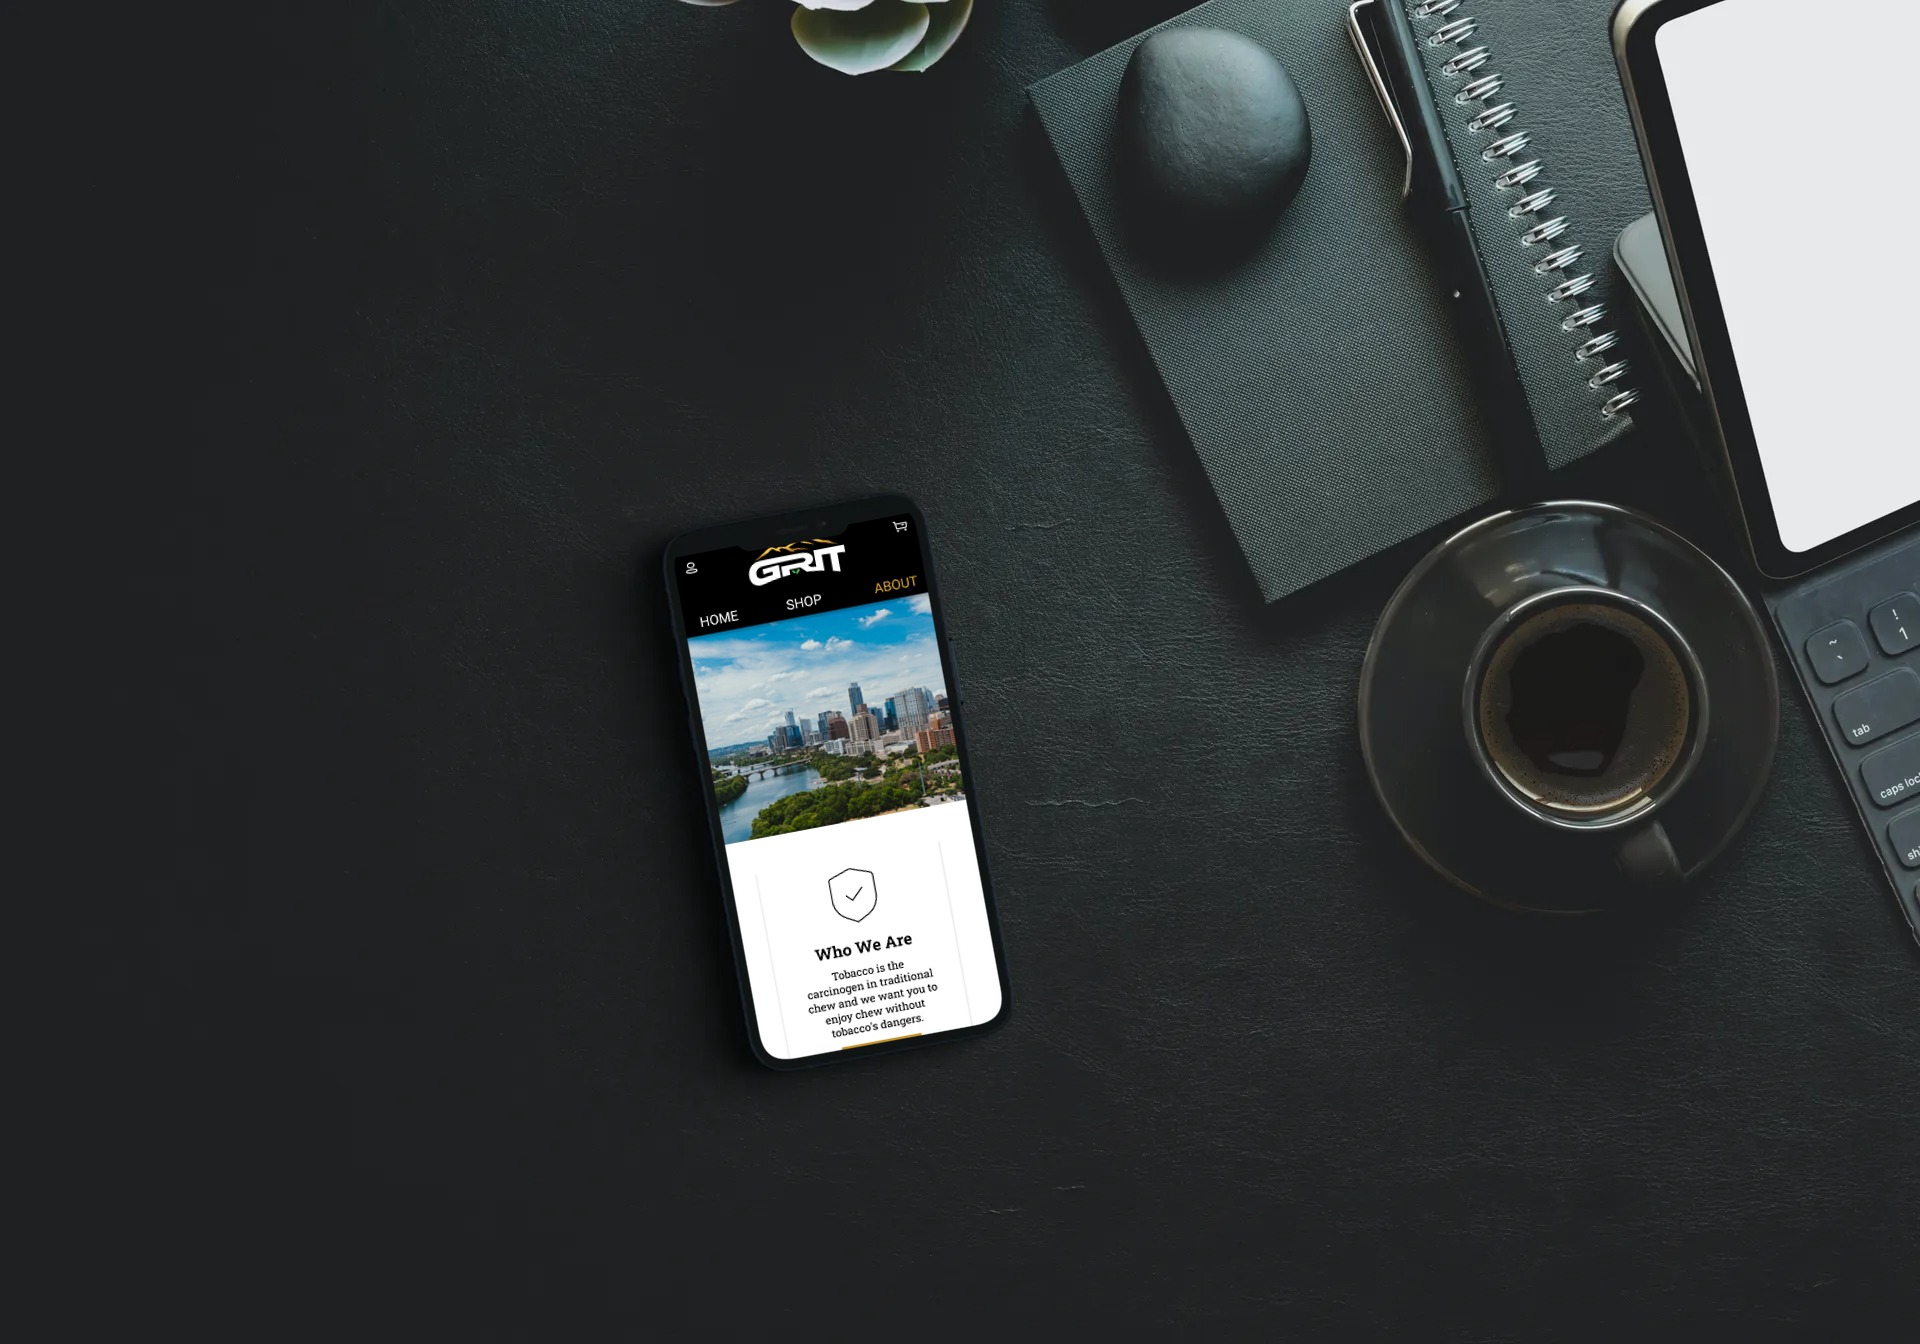 GRIT
HOME
SHOP
ABOUT
Who We Are
Tobacco is the
carcinogen in traditional
chew and we want you to
enjoy chew without
tobacco's dangers.
~
`
!
1
tab
caps loc
sh